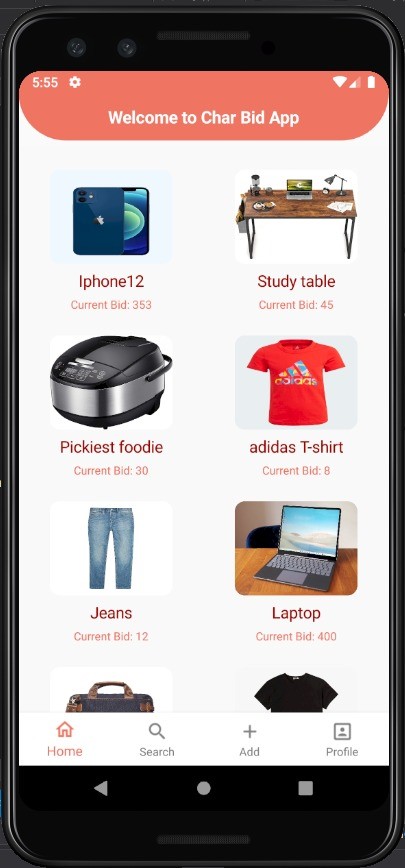 5:55
Welcome to Char Bid App
Iphone12
Study table
Current Bid: 353
Current Bid: 45
adidas
Pickiest foodie
adidas T-shirt
Current Bid: 30
Current Bid: 8
Jeans
Laptop
Current Bid: 12
Current Bid: 400
Home
Search
Add
Profile